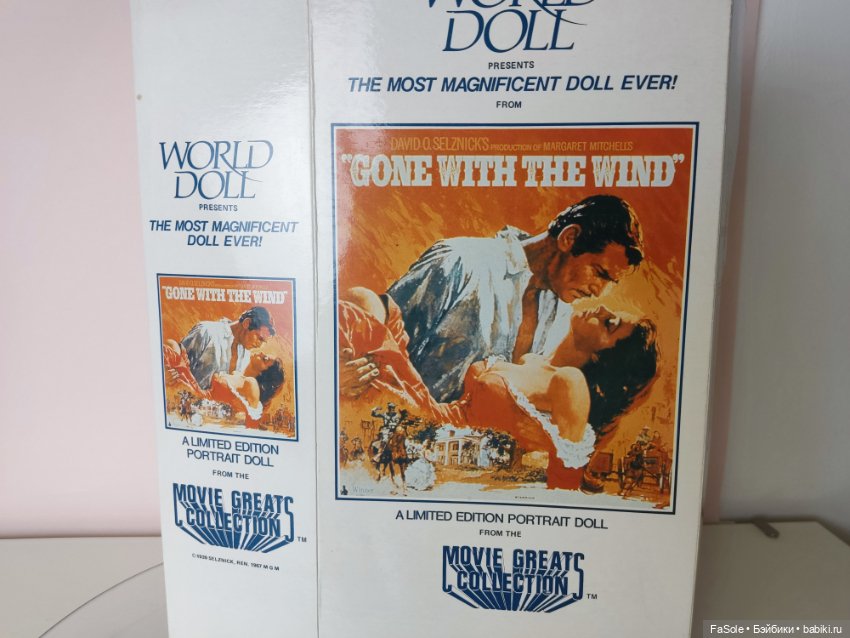 WORLD
DOLL
PRESENTS
THE MOST MAGNIFICENT
DOLL EVER!
"GONE WITH THE WIND"
A LIMITED EDITION
PORTRAIT DOLL
FROM THE
MOVIE GREATS
COLLECTION
TM
WORLD
DOLL
PRESENTS
THE MOST MAGNIFICENT DOLL EVER!
FROM
DAVID O. SELZNICK'S PRODUCTION OF MARGARET MITCHELL'S
"GONE WITH THE WIND"
A LIMITED EDITION PORTRAIT DOLL
FROM THE
MOVIE GREATS
COLLECTION
TM
FaSole • Бэйбики • babiki.ru